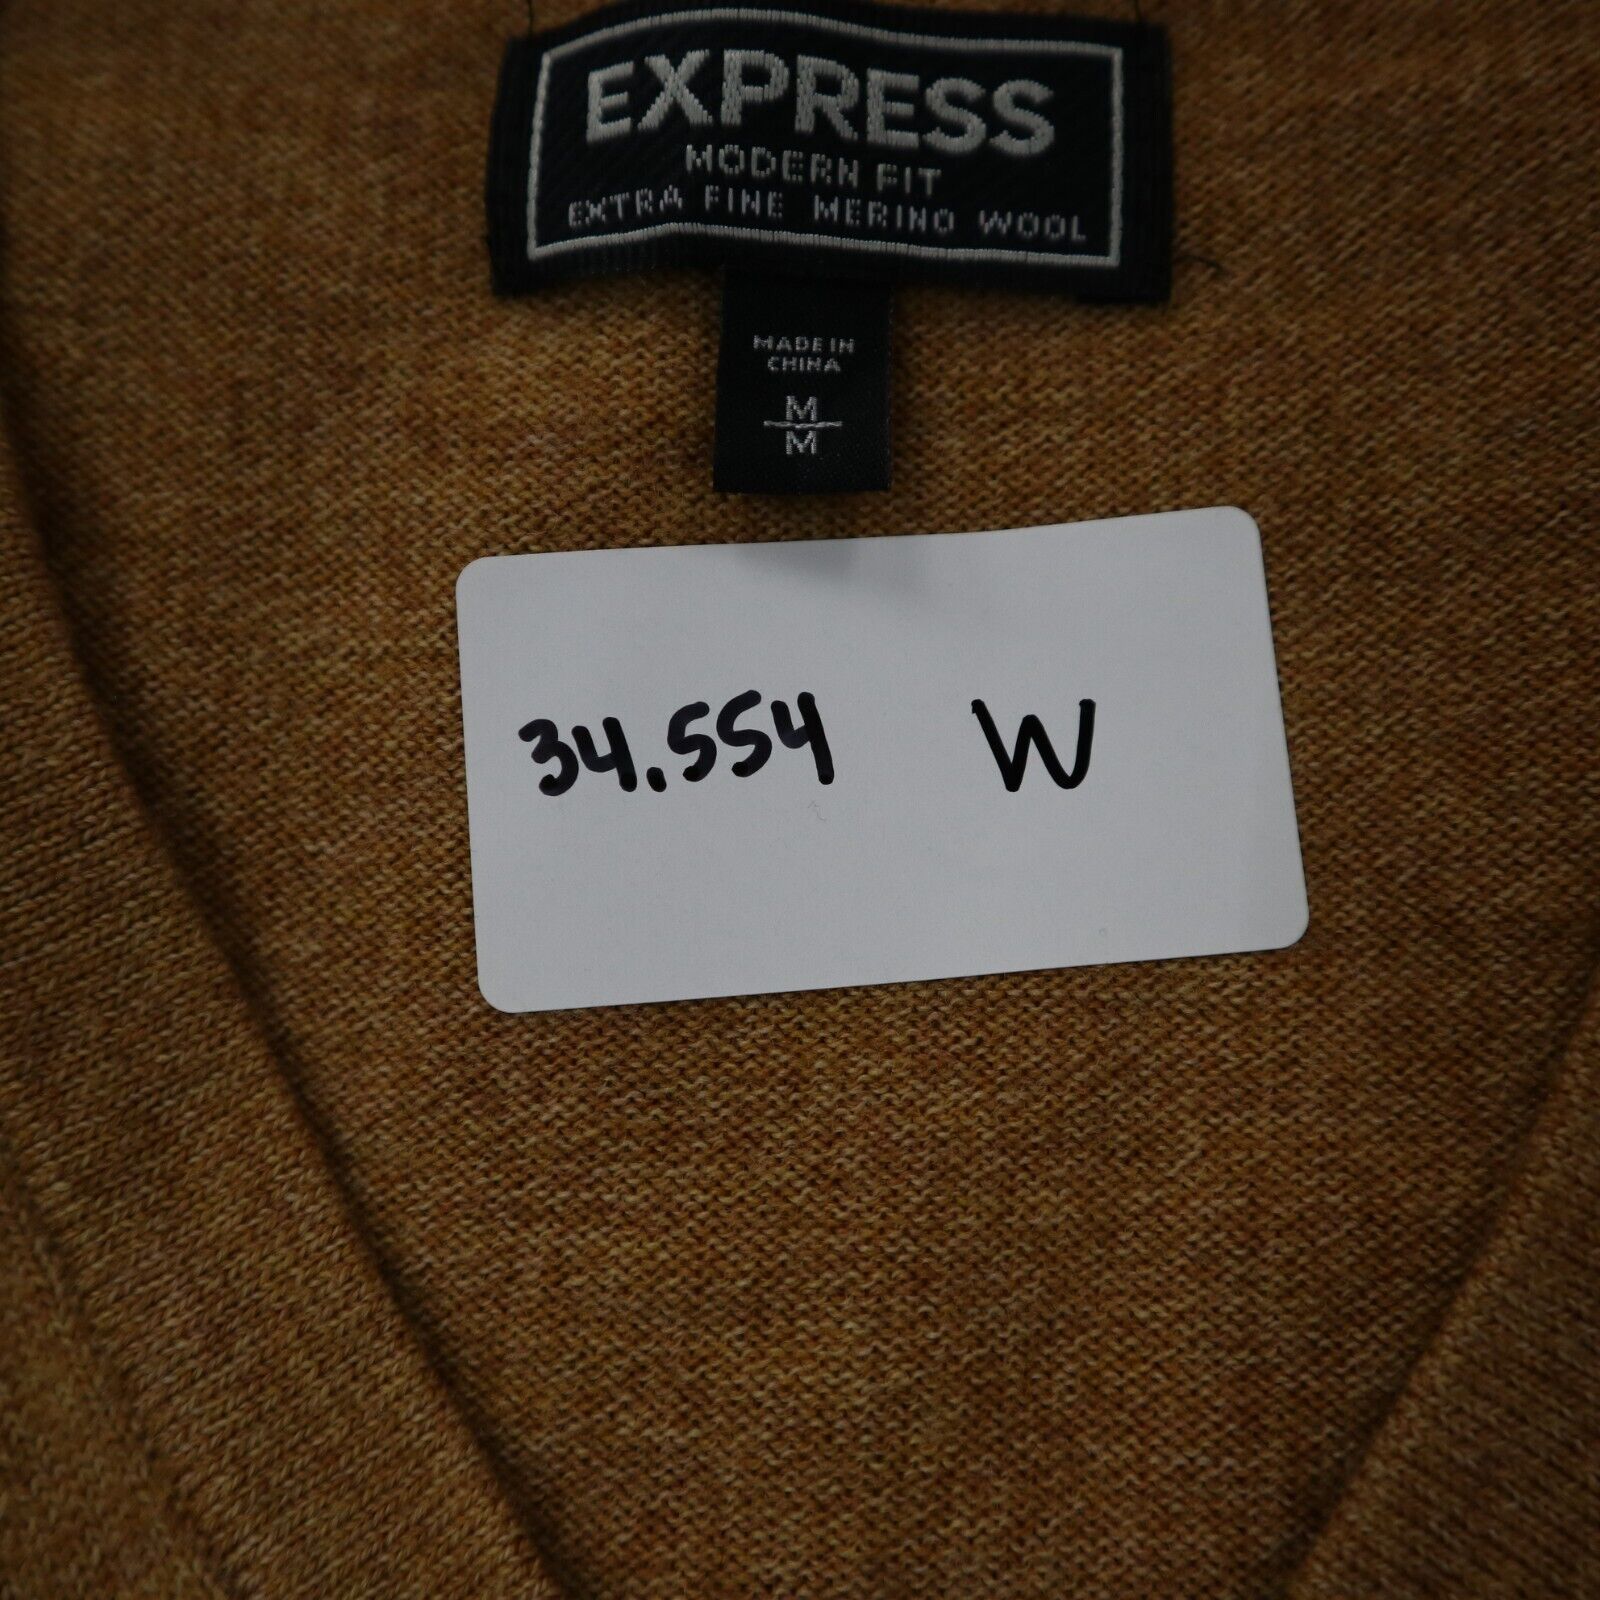 EXPRESS
MODERN FIT
EXTRA FINE MERINO WOOL
MADE IN
CHINA
M
M
34.554 W